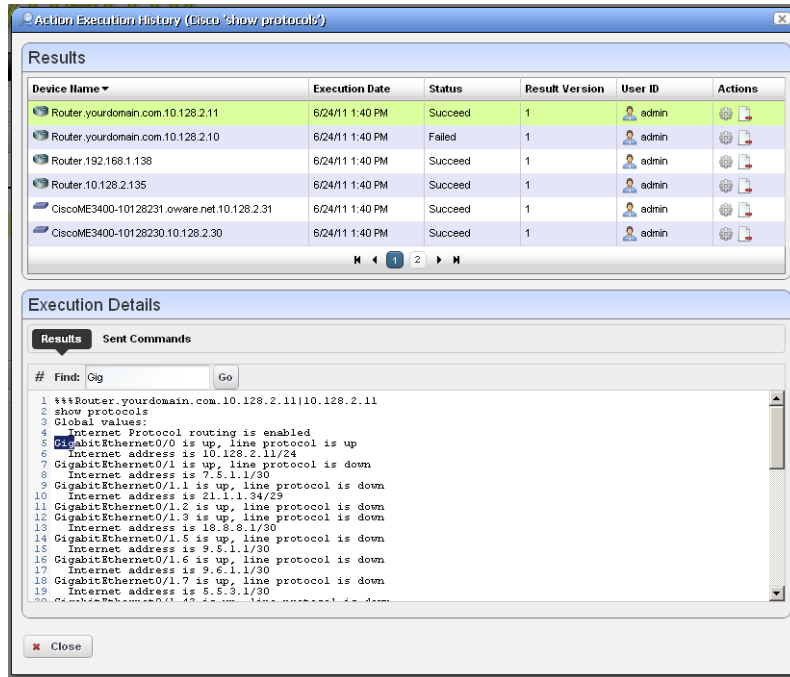 Action Execution History (Cisco 'show protocols')
Results
Device Name Execution Date Status Result Version User ID Actions
Router.yourdomain.com.10.128.2.11 6/24/11 1:40 PM Succeed 1 admin
Router.yourdomain.com.10.128.2.10 6/24/11 1:40 PM Failed 1 admin
Router.192.168.1.138 6/24/11 1:40 PM Succeed 1 admin
Router.10.128.2.135 6/24/11 1:40 PM Succeed 1 admin
CiscoME3400-10128231.oware.net.10.128.2.31 6/24/11 1:40 PM Succeed 1 admin
CiscoME3400-10128230.10.128.2.30 6/24/11 1:40 PM Succeed 1 admin
1 2
Execution Details
Results Sent Commands
# Find: Gig Go
1 %%%Router.yourdomain.com.10.128.2.11|10.128.2.11
2 show protocols
3 Global values:
4 Internet Protocol routing is enabled
5 GigabitEthernet0/0 is up, line protocol is up
6 Internet address is 10.128.2.11/24
7 GigabitEthernet0/1 is up, line protocol is down
8 Internet address is 7.5.1.1/30
9 GigabitEthernet0/1.1 is up, line protocol is down
10 Internet address is 21.1.1.34/29
11 GigabitEthernet0/1.2 is up, line protocol is down
12 GigabitEthernet0/1.3 is up, line protocol is down
13 Internet address is 18.8.8.1/30
14 GigabitEthernet0/1.5 is up, line protocol is down
15 Internet address is 9.5.1.1/30
16 GigabitEthernet0/1.6 is up, line protocol is down
17 Internet address is 9.6.1.1/30
18 GigabitEthernet0/1.7 is up, line protocol is down
19 Internet address is 5.5.3.1/30
Close